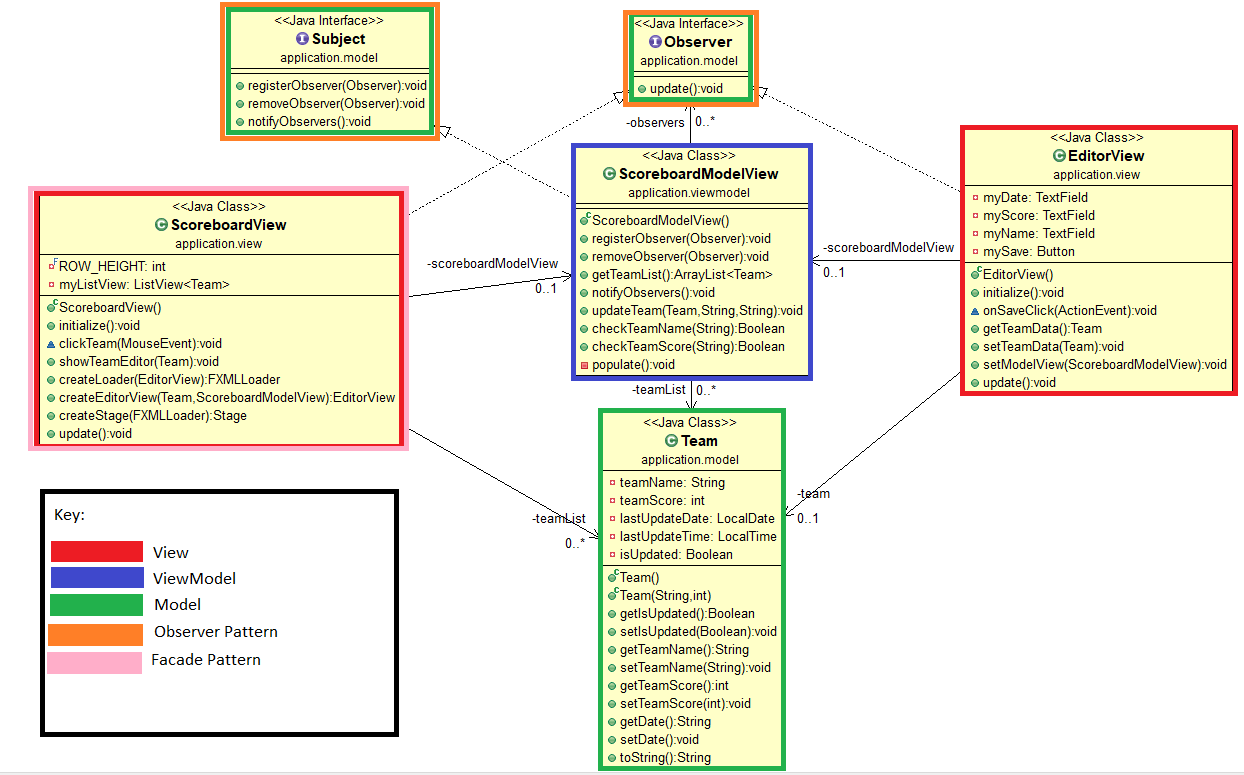 <<Java Interface>>
I Subject
application.model
registerObserver(Observer):void
removeObserver(Observer):void
notifyObservers():void
<<Java Interface>>
I Observer
application.model
update():void
-observers
0..*
<<Java Class>>
C ScoreboardModelView
application.viewmodel
C ScoreboardModelView()
registerObserver(Observer):void
removeObserver(Observer):void
getTeamList():ArrayList<Team>
notifyObservers():void
updateTeam(Team,String,String):void
checkTeamName(String):Boolean
checkTeamScore(String):Boolean
populate():void
<<Java Class>>
C EditorView
application.view
myDate: TextField
myScore: TextField
myName: TextField
mySave: Button
C EditorView()
initialize():void
onSaveClick(ActionEvent):void
getTeamData():Team
setTeamData(Team):void
setModelView(ScoreboardModelView):void
update():void
<<Java Class>>
C ScoreboardView
application.view
F ROW_HEIGHT: int
myListView: ListView<Team>
C ScoreboardView()
initialize():void
clickTeam(MouseEvent):void
showTeamEditor(Team):void
createLoader(EditorView):FXMLLoader
createEditorView(Team,ScoreboardModelView):EditorView
createStage(FXMLLoader):Stage
update():void
-scoreboardModelView
0..1
-scoreboardModelView
0..1
-teamList
0..*
<<Java Class>>
C Team
application.model
teamName: String
teamScore: int
lastUpdateDate: LocalDate
lastUpdateTime: LocalTime
isUpdated: Boolean
C Team()
C Team(String,int)
getIsUpdated():Boolean
setIsUpdated(Boolean):void
getTeamName():String
setTeamName(String):void
getTeamScore():int
setTeamScore(int):void
getDate():String
setDate():void
toString():String
-teamList
0..*
-team
0..1
Key:
View
ViewModel
Model
Observer Pattern
Facade Pattern